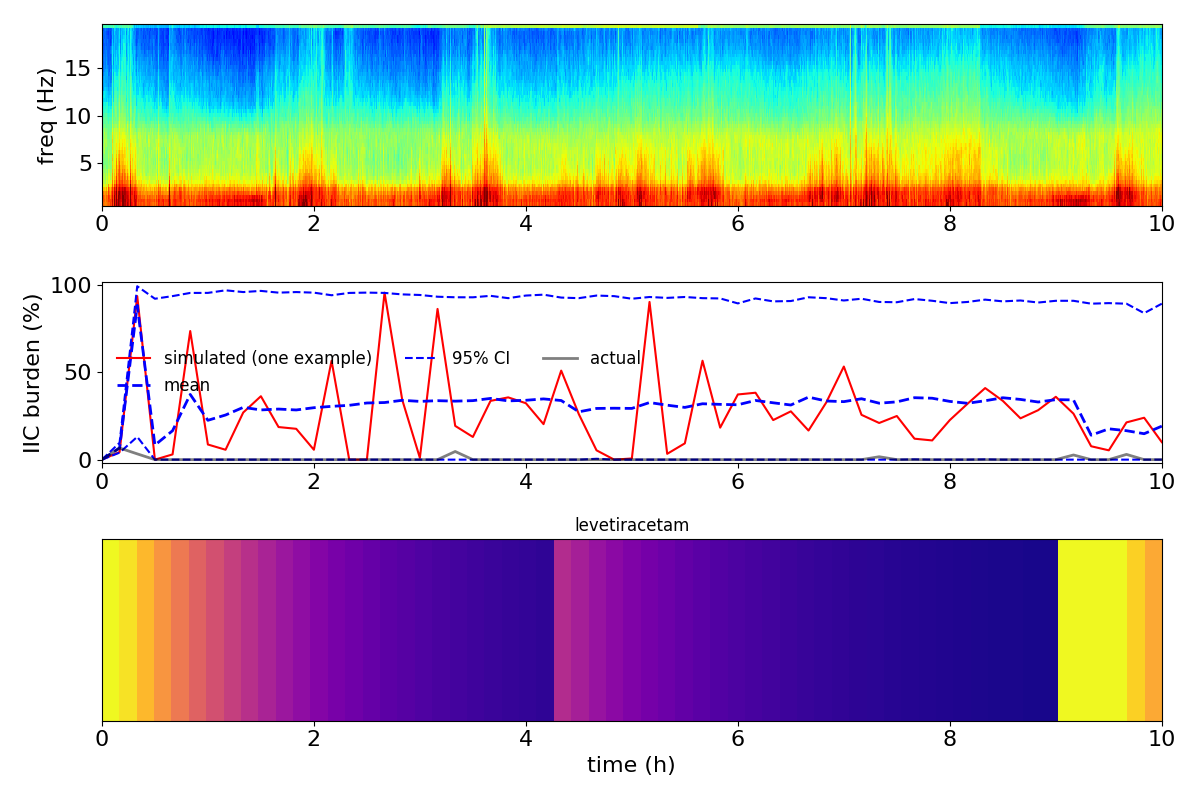 freq (Hz)
15
10
5
0 2 4 6 8 10
IIC burden (%)
100
50
0
simulated (one example) 95% CI actual
mean
0 2 4 6 8 10
levetiracetam
0 2 4 6 8 10
time (h)